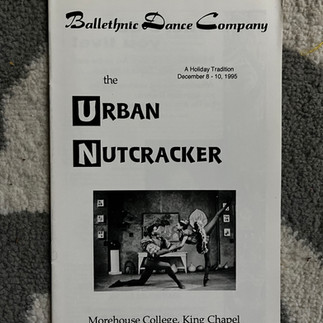 Ballethnic Dance Company
A Holiday Tradition
December 8 - 10, 1995
the
URBAN
NUTCRACKER
Morehouse College, King Chapel